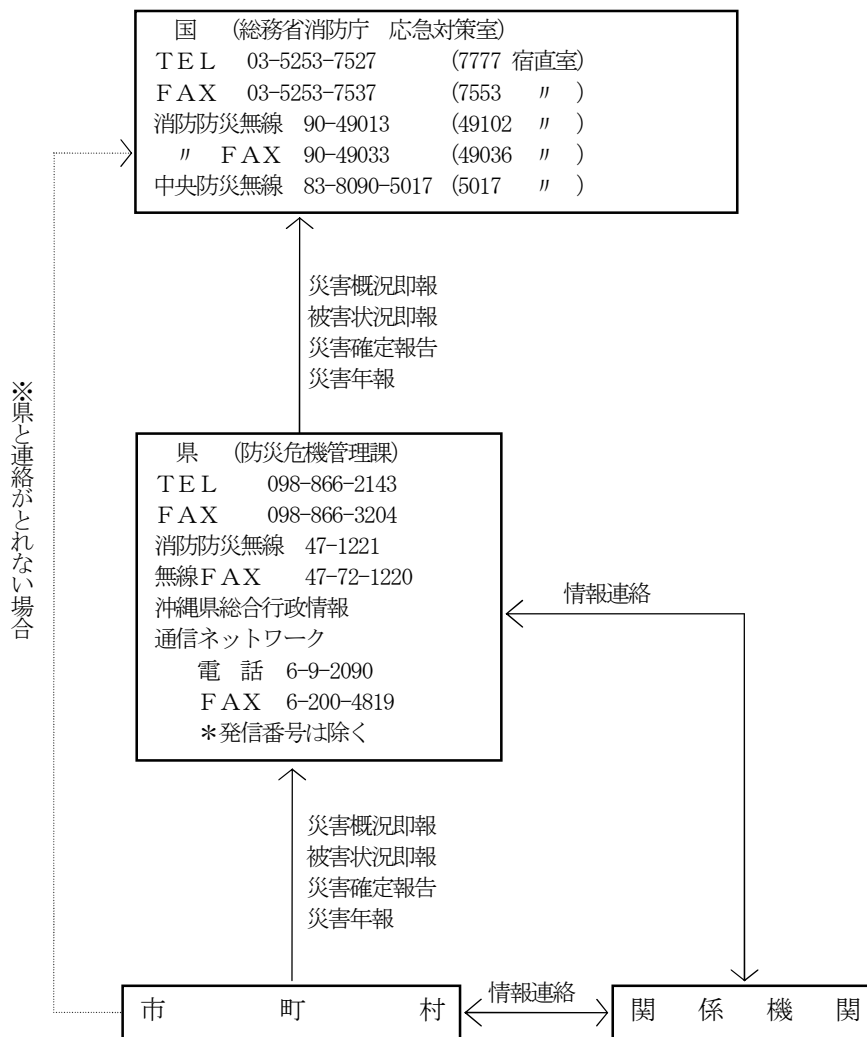 国 (総務省消防庁 応急対策室)
ＴＥＬ 03-5253-7527 (7777 宿直室)
ＦＡＸ 03-5253-7537 (7553 〃 )
消防防災無線 90-49013 (49102 〃 )
〃 ＦＡＸ 90-49033 (49036 〃 )
中央防災無線 83-8090-5017 (5017 〃 )
災害概況即報
被害状況即報
災害確定報告
災害年報
※県と連絡がとれない場合
県 (防災危機管理課)
ＴＥＬ 098-866-2143
ＦＡＸ 098-866-3204
消防防災無線 47-1221
無線ＦＡＸ 47-72-1220
沖縄県総合行政情報
通信ネットワーク
電 話 6-9-2090
ＦＡＸ 6-200-4819
＊発信番号は除く
情報連絡
災害概況即報
被害状況即報
災害確定報告
災害年報
市 町 村
情報連絡
関 係 機 関